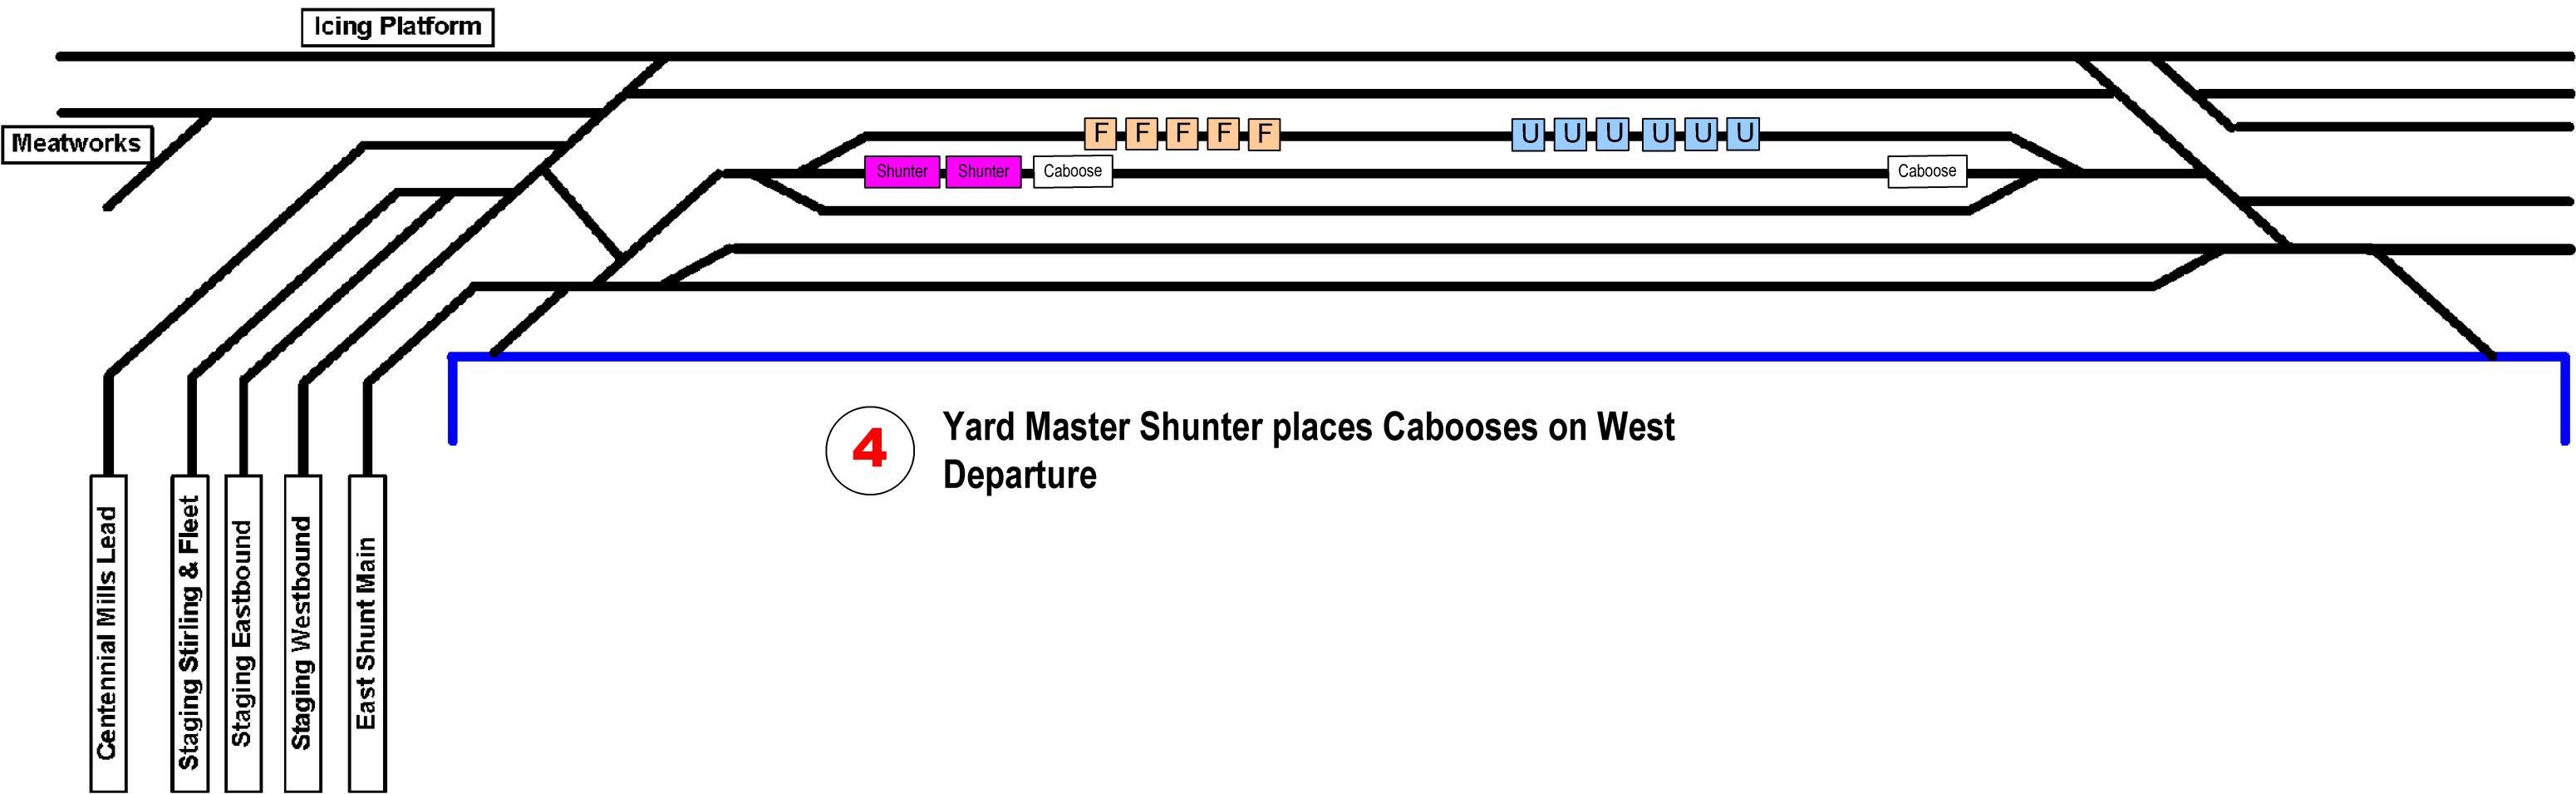 Icing Platform
Meatworks
F F F F F U U U U U U
Shunter Shunter Caboose Caboose
4 Yard Master Shunter places Cabooses on West
Departure
Centennial Mills Lead
Staging Stirling & Fleet
Staging Eastbound
Staging Westbound
East Shunt Main